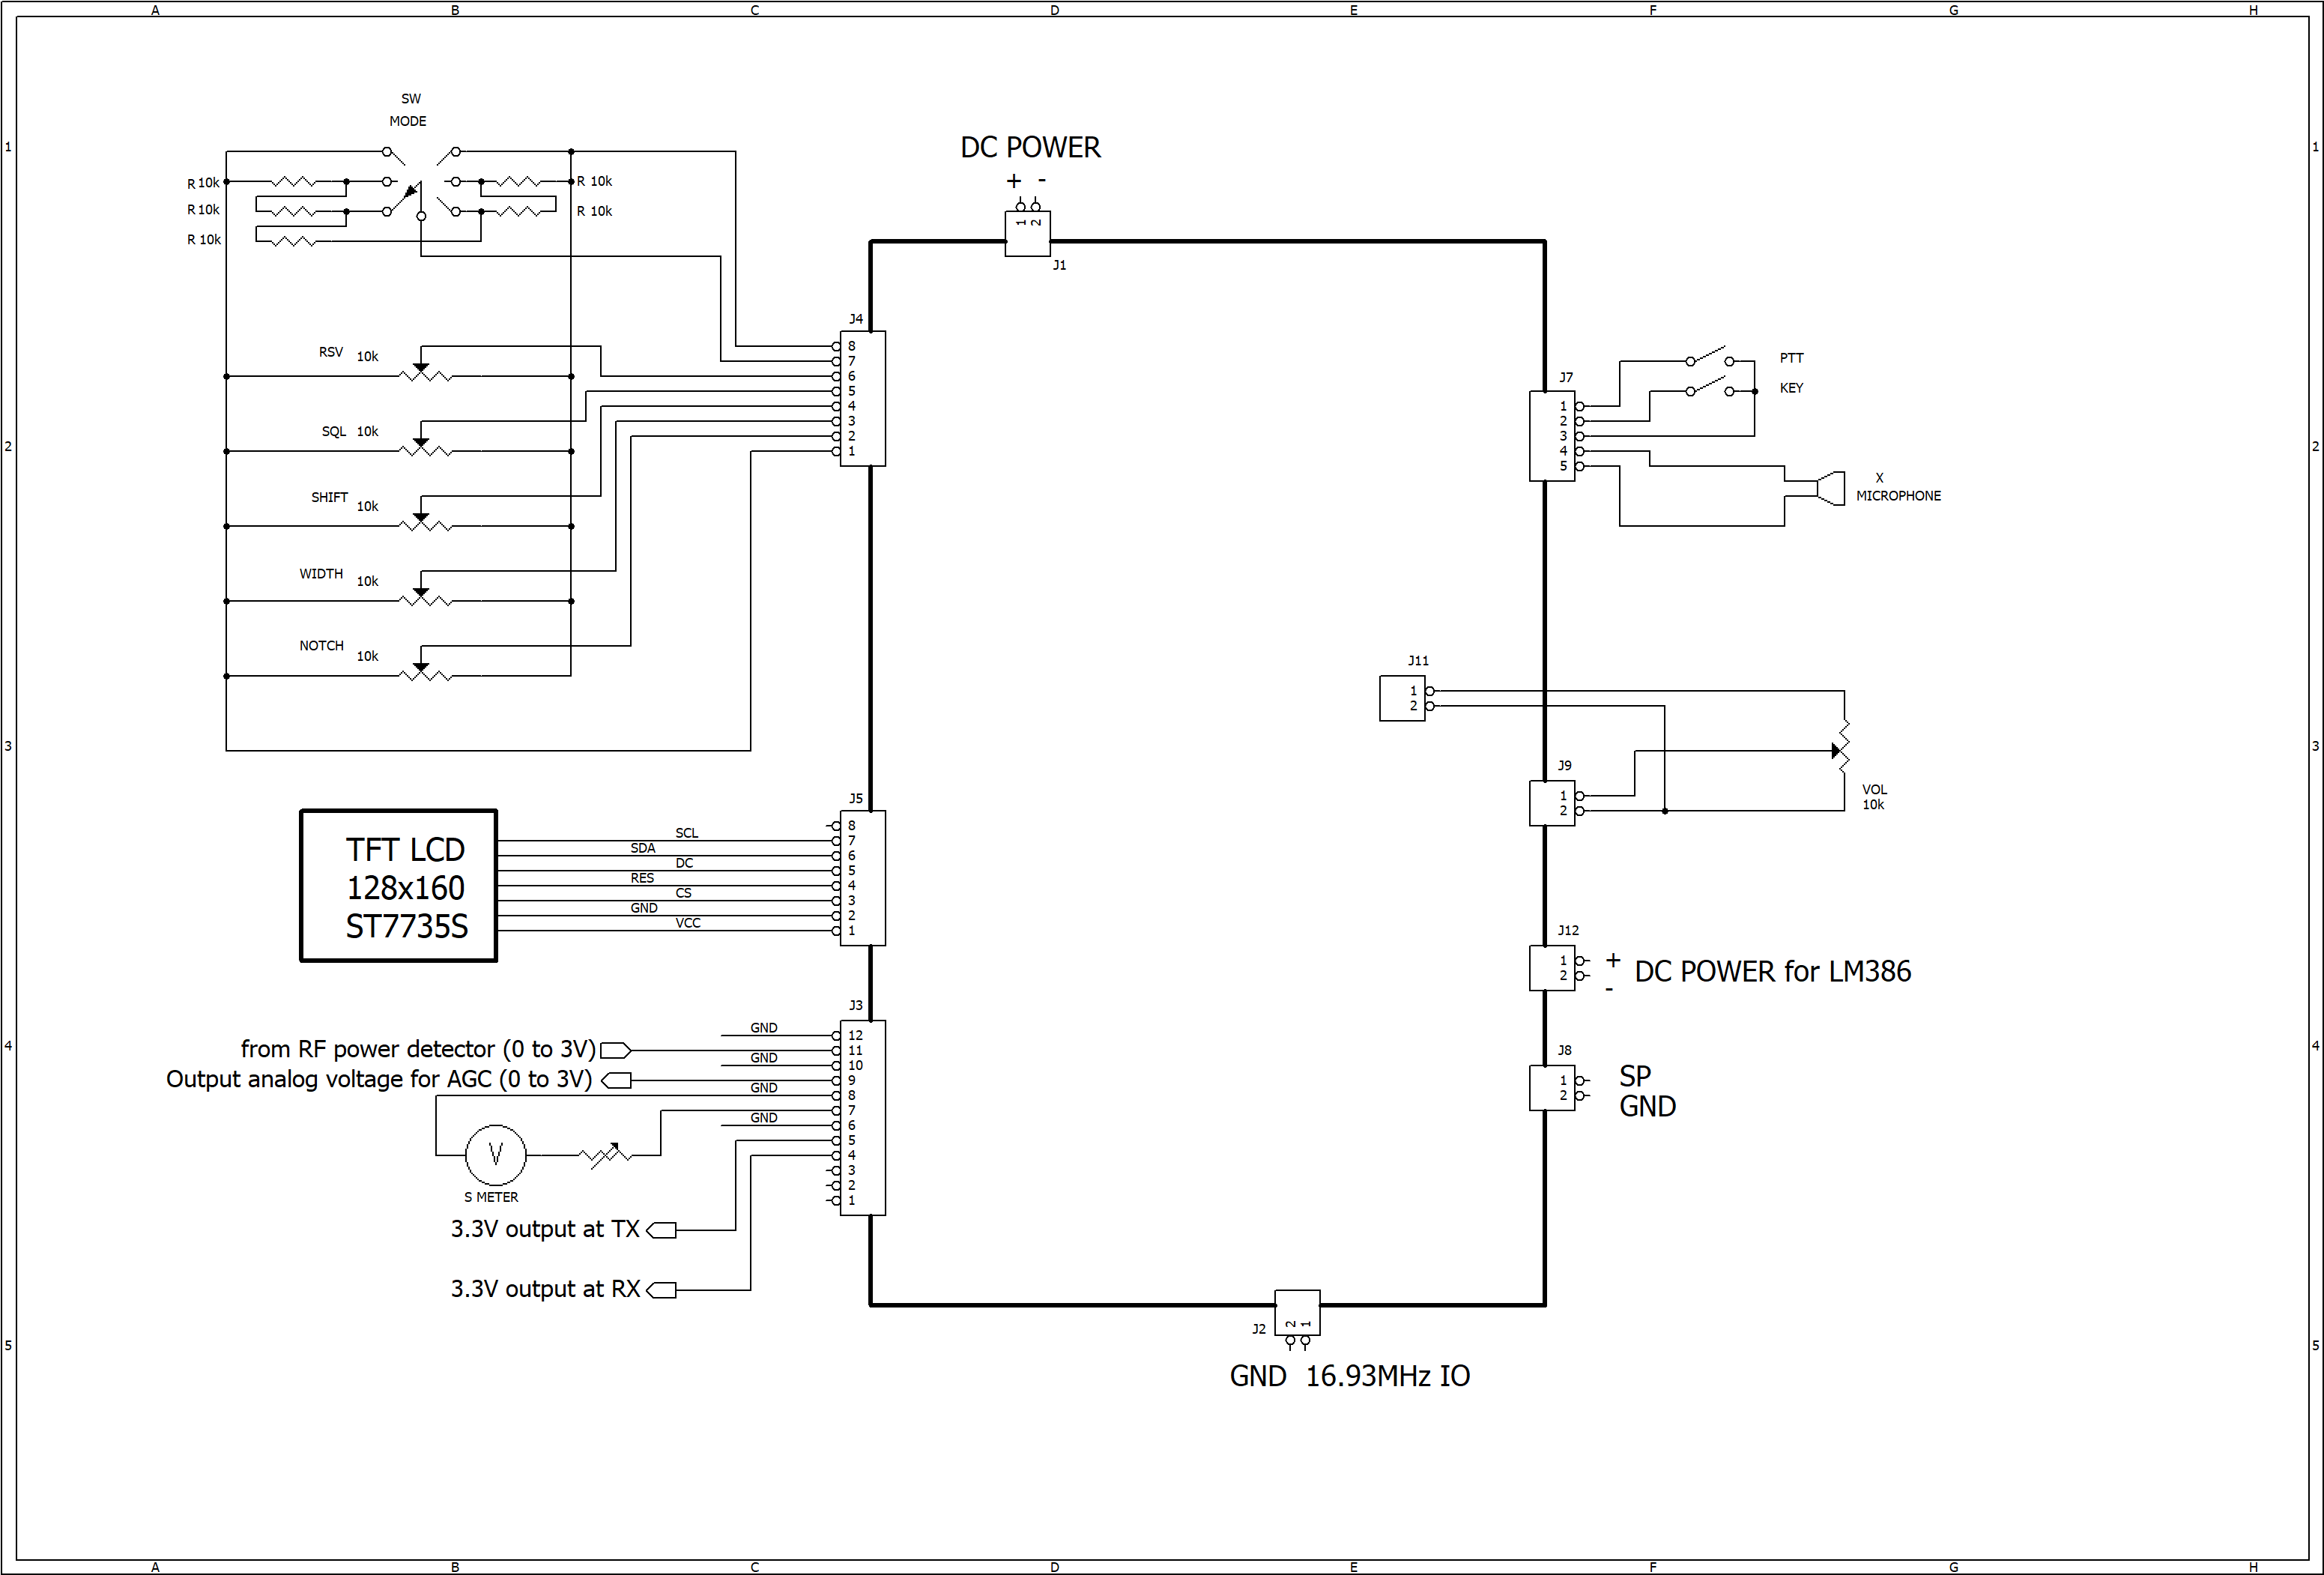 A B C D E F G H
1 1
2 2
3 3
4 4
5 5
A B C D E F G H
SW
MODE
R 10k
R 10k
R 10k
R 10k
R 10k
RSV 10k
SQL 10k
SHIFT 10k
WIDTH 10k
NOTCH 10k
DC POWER
+ -
1 2
J1
J4
8
7
6
5
4
3
2
1
J7
1
2
3
4
5
PTT
KEY
X
MICROPHONE
J11
1
2
J9
1
2
VOL
10k
TFT LCD
128x160
ST7735S
SCL
SDA
DC
RES
CS
GND
VCC
J5
8
7
6
5
4
3
2
1
J12
1
2
+
-
DC POWER for LM386
J8
1
2
SP
GND
J3
12
11
10
9
8
7
6
5
4
3
2
1
GND
from RF power detector (0 to 3V)
GND
Output analog voltage for AGC (0 to 3V)
GND
GND
V
S METER
3.3V output at TX
3.3V output at RX
J2
2 1
GND 16.93MHz IO